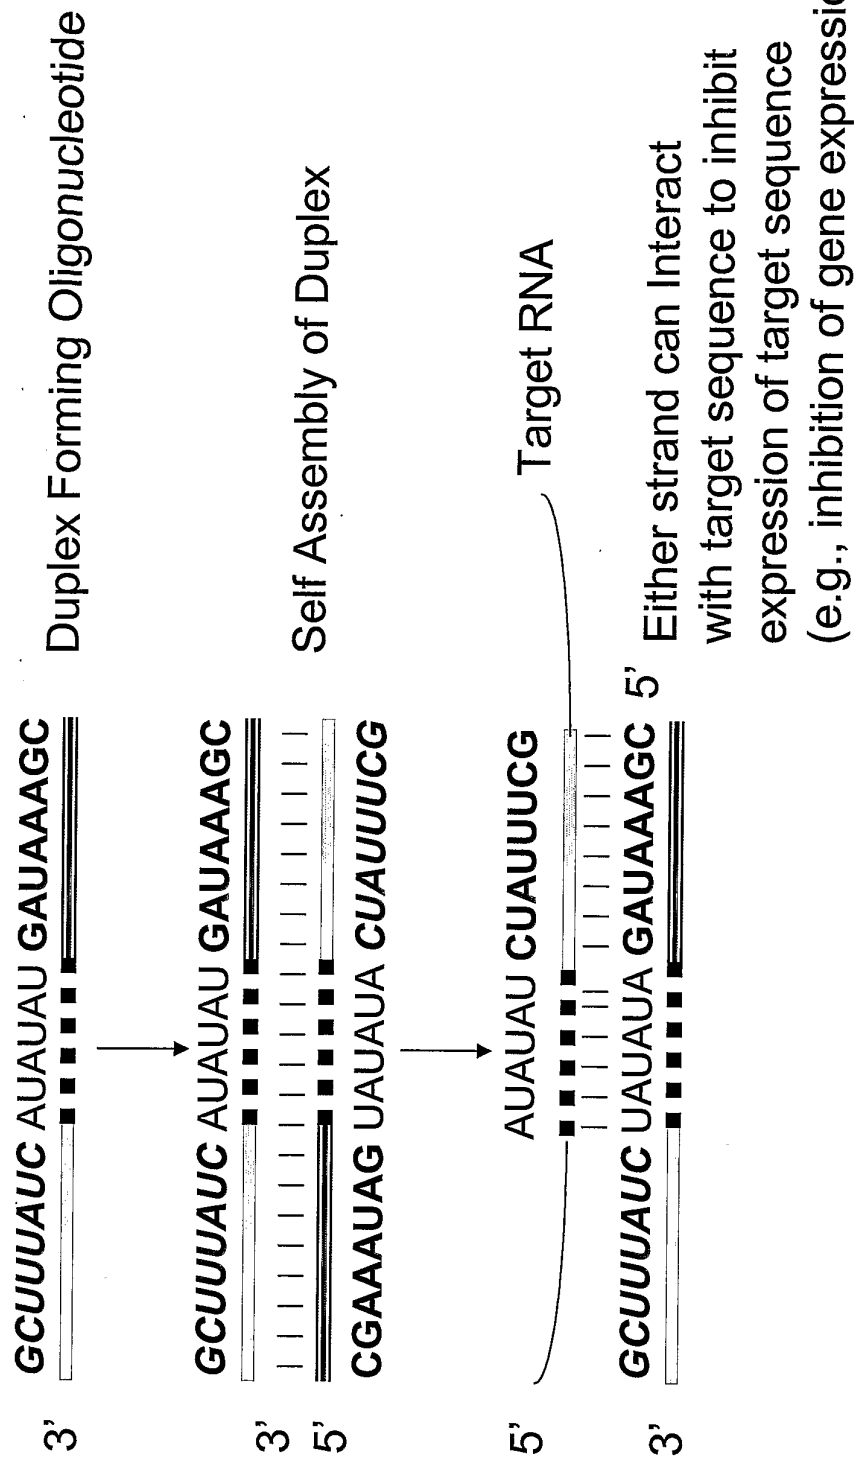 GCUUUAUC AUAUAU GAUAAAGC
3' Duplex Forming Oligonucleotide
GCUUUAUC AUAUAU GAUAAAGC
3'
5' Self Assembly of Duplex
CGAAAUAG UAUAUA CUAUUUCG
AUAUAU CUAUUUCG
5' Target RNA
GCUUUAUC UAUAUA GAUAAAGC 5'
3'
Either strand can Interact
with target sequence to inhibit
expression of target sequence
(e.g., inhibition of gene expressio